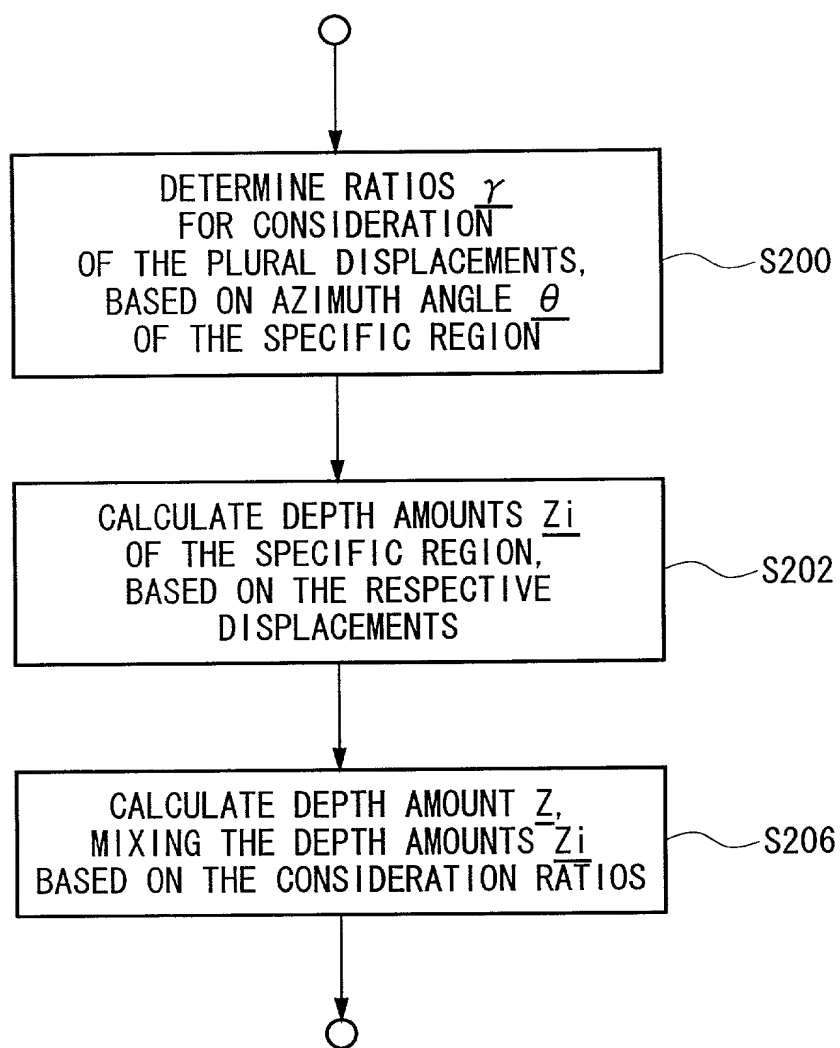 DETERMINE RATIOS γ
FOR CONSIDERATION
OF THE PLURAL DISPLACEMENTS,
BASED ON AZIMUTH ANGLE θ
OF THE SPECIFIC REGION
S200
CALCULATE DEPTH AMOUNTS Zi
OF THE SPECIFIC REGION,
BASED ON THE RESPECTIVE
DISPLACEMENTS
S202
CALCULATE DEPTH AMOUNT Z,
MIXING THE DEPTH AMOUNTS Zi
BASED ON THE CONSIDERATION RATIOS
S206